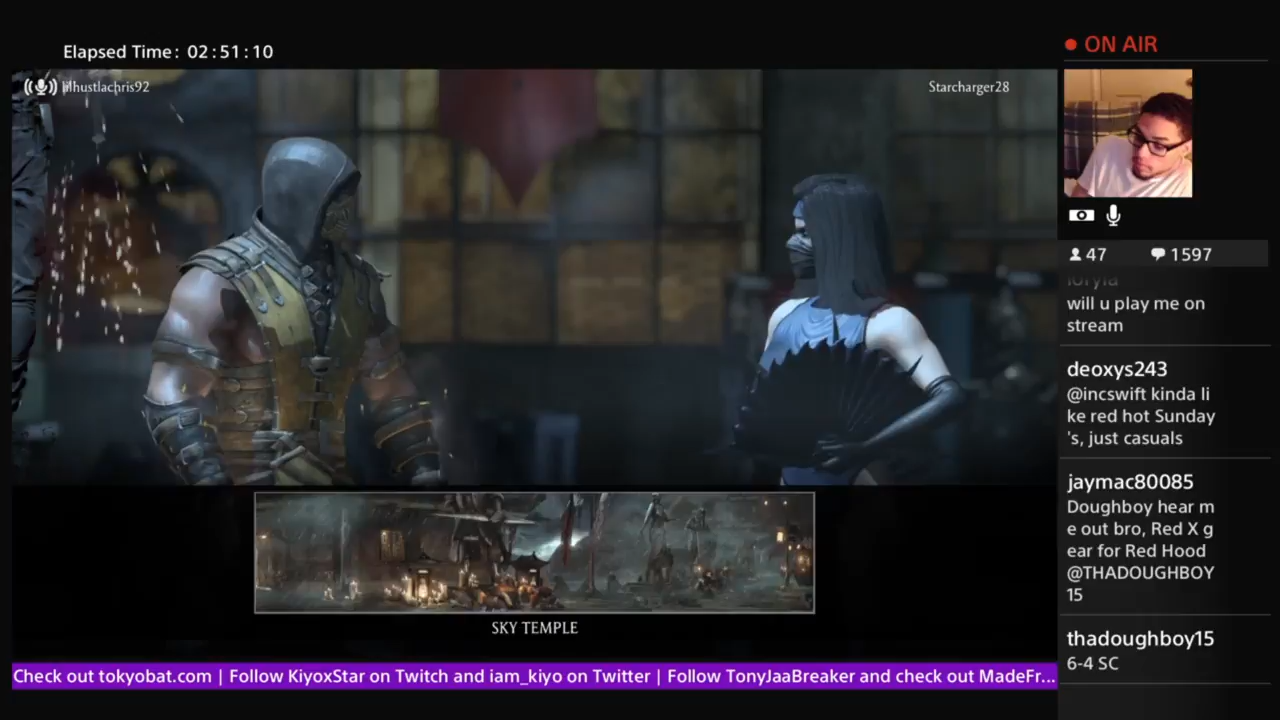 Elapsed Time: 02:51:10
ON AIR
lilhustlachris92
Starcharger28
47
1597
will u play me on
stream
deoxys243
@incswift kinda li
ke red hot Sunday
's, just casuals
jaymac80085
Doughboy hear m
e out bro, Red X g
ear for Red Hood
@THADOUGHBOY
15
thadoughboy15
6-4 SC
SKY TEMPLE
Check out tokyobat.com | Follow KiyoxStar on Twitch and iam_kiyo on Twitter | Follow TonyJaaBreaker and check out MadeFr...